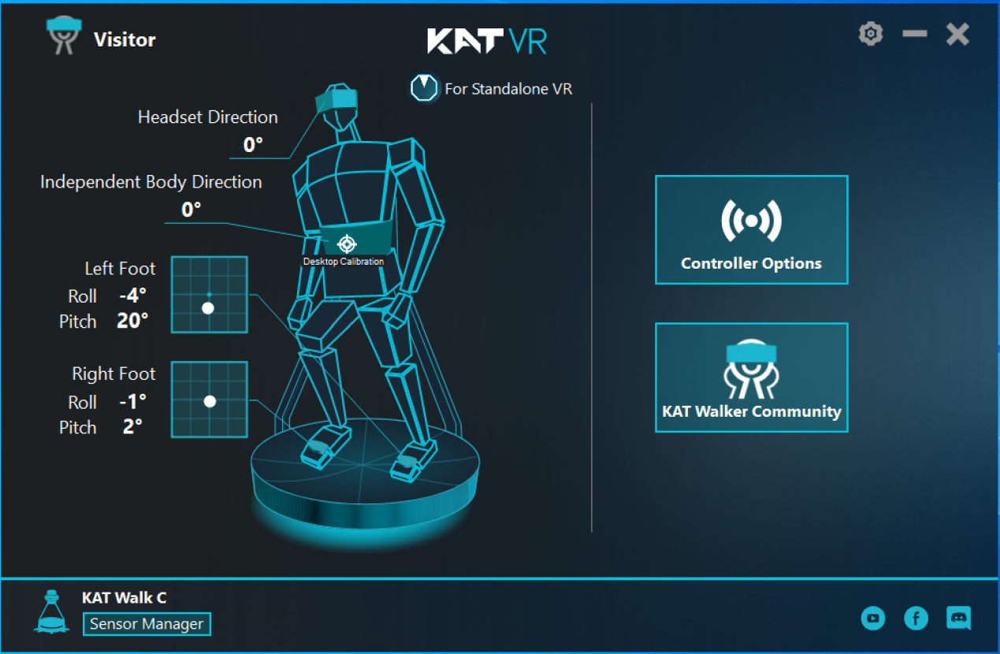 Visitor
KAT VR
For Standalone VR
Headset Direction
0°
Independent Body Direction
0°
Desktop Calibration
Left Foot
Roll -4°
Pitch 20°
Right Foot
Roll -1°
Pitch 2°
Controller Options
KAT Walker Community
KAT Walk C
Sensor Manager